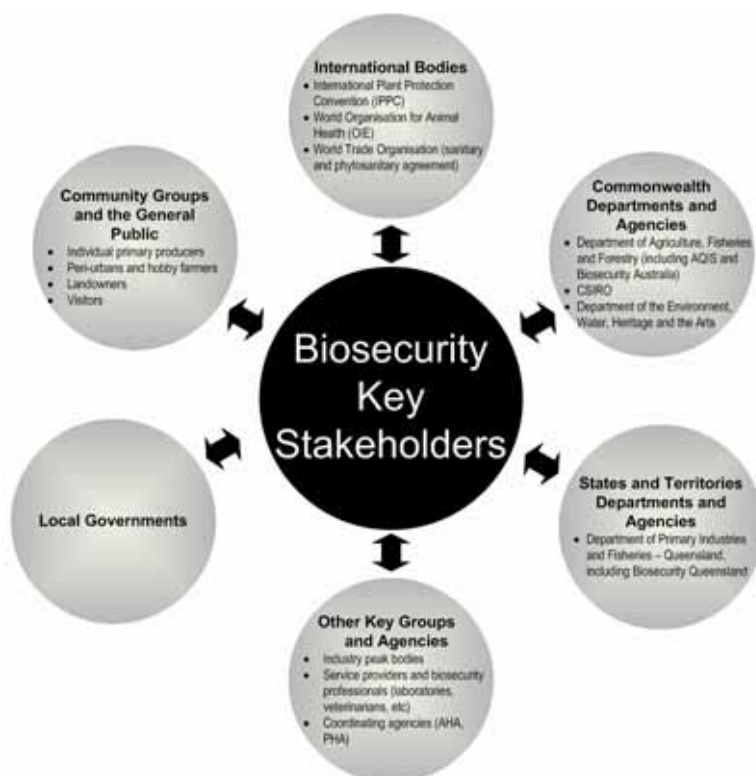 International Bodies
• International Plant Protection
Convention (IPPC)
• World Organisation for Animal
Health (OIE)
• World Trade Organisation (sanitary
and phytosanitary agreement)
Commonwealth
Departments and
Agencies
• Department of Agriculture, Fisheries
and Forestry (including AQIS and
Biosecurity Australia)
• CSIRO
• Department of the Environment,
Water, Heritage and the Arts
States and Territories
Departments and
Agencies
• Department of Primary Industries
and Fisheries – Queensland,
including Biosecurity Queensland
Other Key Groups
and Agencies
• Industry peak bodies
• Service providers and biosecurity
professionals (laboratories,
veterinarians, etc)
• Coordinating agencies (AHA,
PHA)
Local Governments
Community Groups
and the General
Public
• Individual primary producers
• Peri-urbans and hobby farmers
• Landowners
• Visitors
Biosecurity
Key
Stakeholders